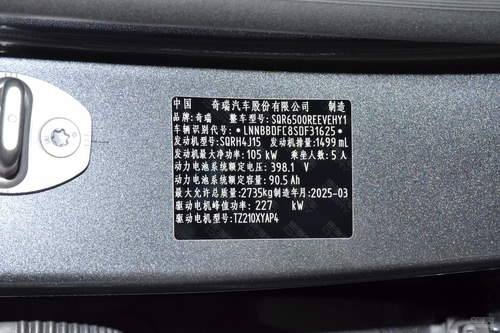 中国 奇瑞汽车股份有限公司 制造
品牌:奇瑞 整车型号:SQR6500REEVEHY1
车辆识别代号:*LNNBBDFC8SDF31625*
发动机型号:SQRH4J15 发动机排量:1499mL
发动机最大净功率:105 kW 乘坐人数:5 人
动力电池系统额定电压:398.1 V
动力电池系统额定容量:90.5 Ah
最大允许总质量:2735kg 制造年月:2025-03
驱动电机峰值功率:227 kW
驱动电机型号:TZ210XYAP4